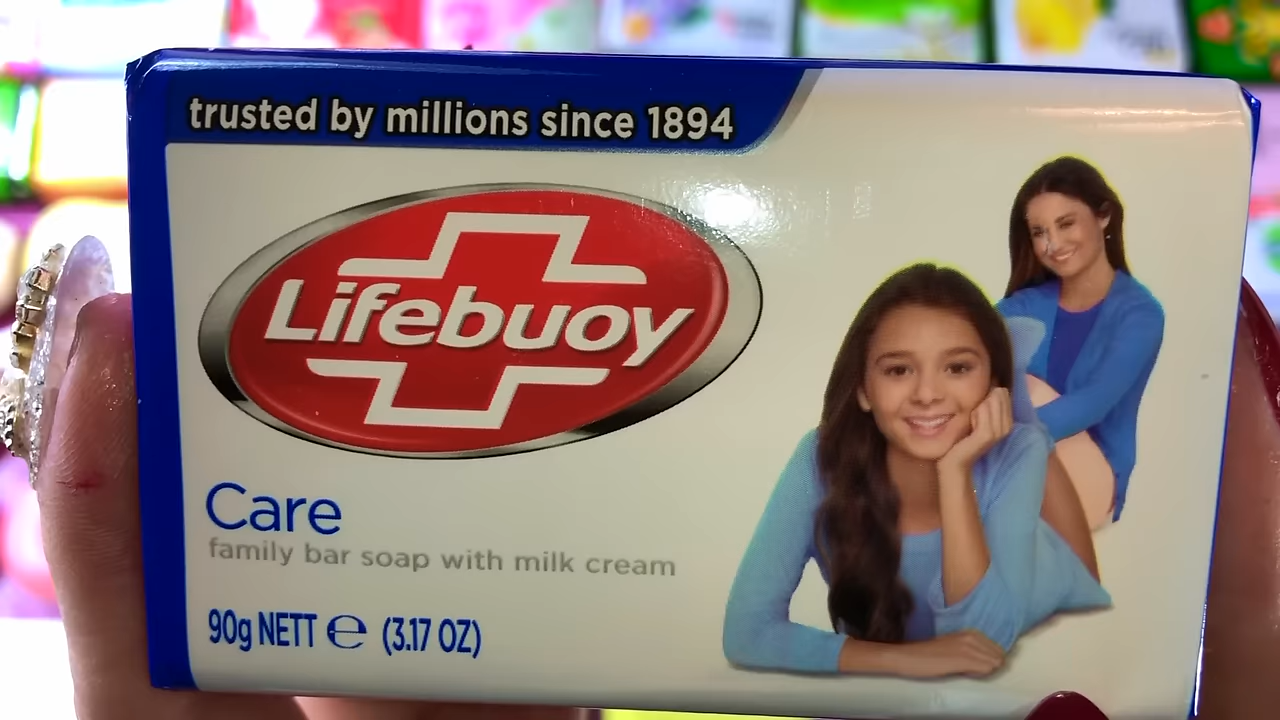 trusted by millions since 1894
Lifebuoy
Care
family bar soap with milk cream
90g NETT ℮ (3.17 OZ)